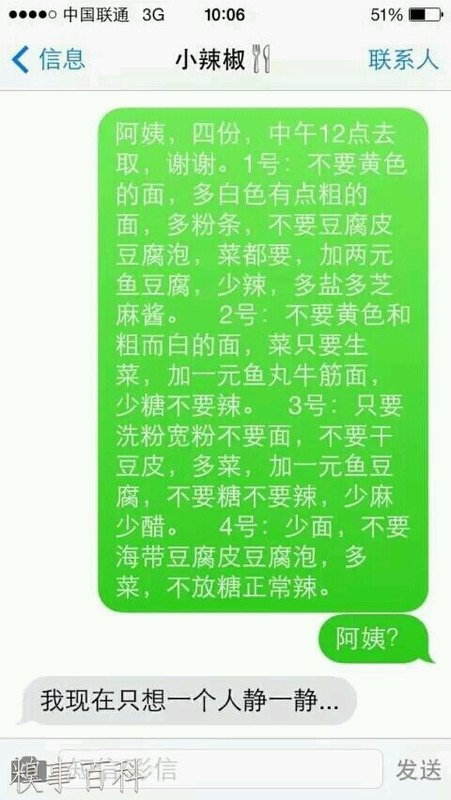 中国联通 3G 10:06 51%
信息 小辣椒 联系人
阿姨，四份，中午12点去
取，谢谢。1号：不要黄色
的面，多白色有点粗的
面，多粉条，不要豆腐皮
豆腐泡，菜都要，加两元
鱼豆腐，少辣，多盐多芝
麻酱。 2号：不要黄色和
粗而白的面，菜只要生
菜，加一元鱼丸牛筋面，
少糖不要辣。 3号：只要
洗粉宽粉不要面，不要干
豆皮，多菜，加一元鱼豆
腐，不要糖不要辣，少麻
少醋。 4号：少面，不要
海带豆腐皮豆腐泡，多
菜，不放糖正常辣。
阿姨？
我现在只想一个人静一静...
短信/彩信 发送
糗事百科